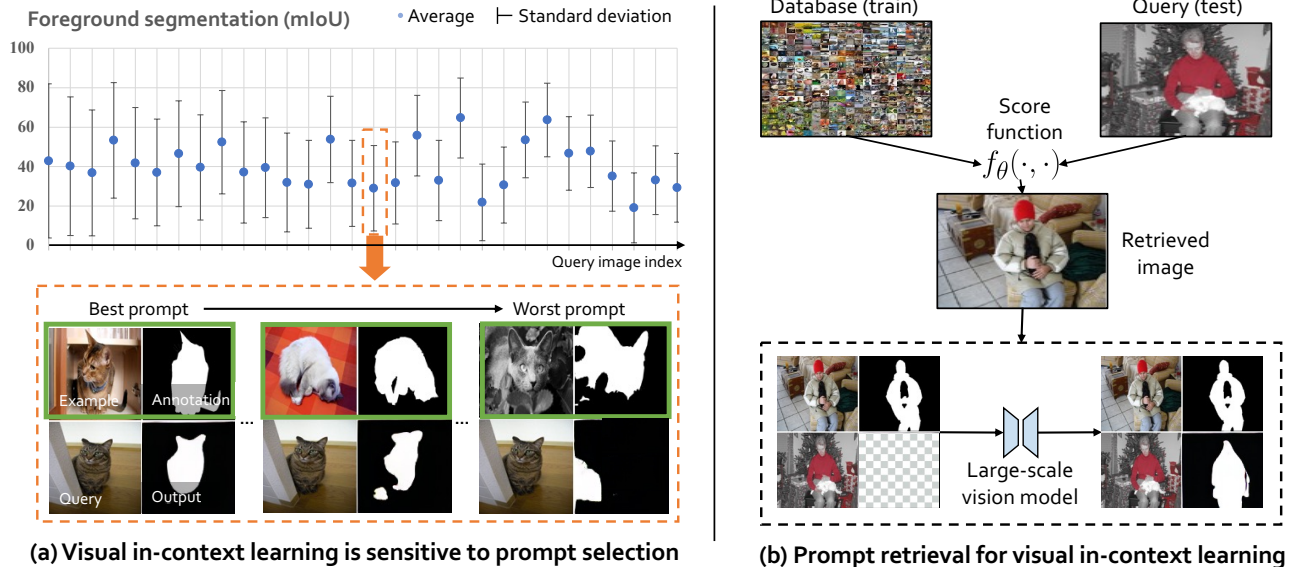 Foreground segmentation (mIoU)
Average
Standard deviation
100
80
60
40
20
0
Query image index
Best prompt
Worst prompt
Example
Annotation
...
...
Query
Output
(a) Visual in-context learning is sensitive to prompt selection
Database (train)
Query (test)
Score
function
fθ(·, ·)
Retrieved
image
Large-scale
vision model
(b) Prompt retrieval for visual in-context learning